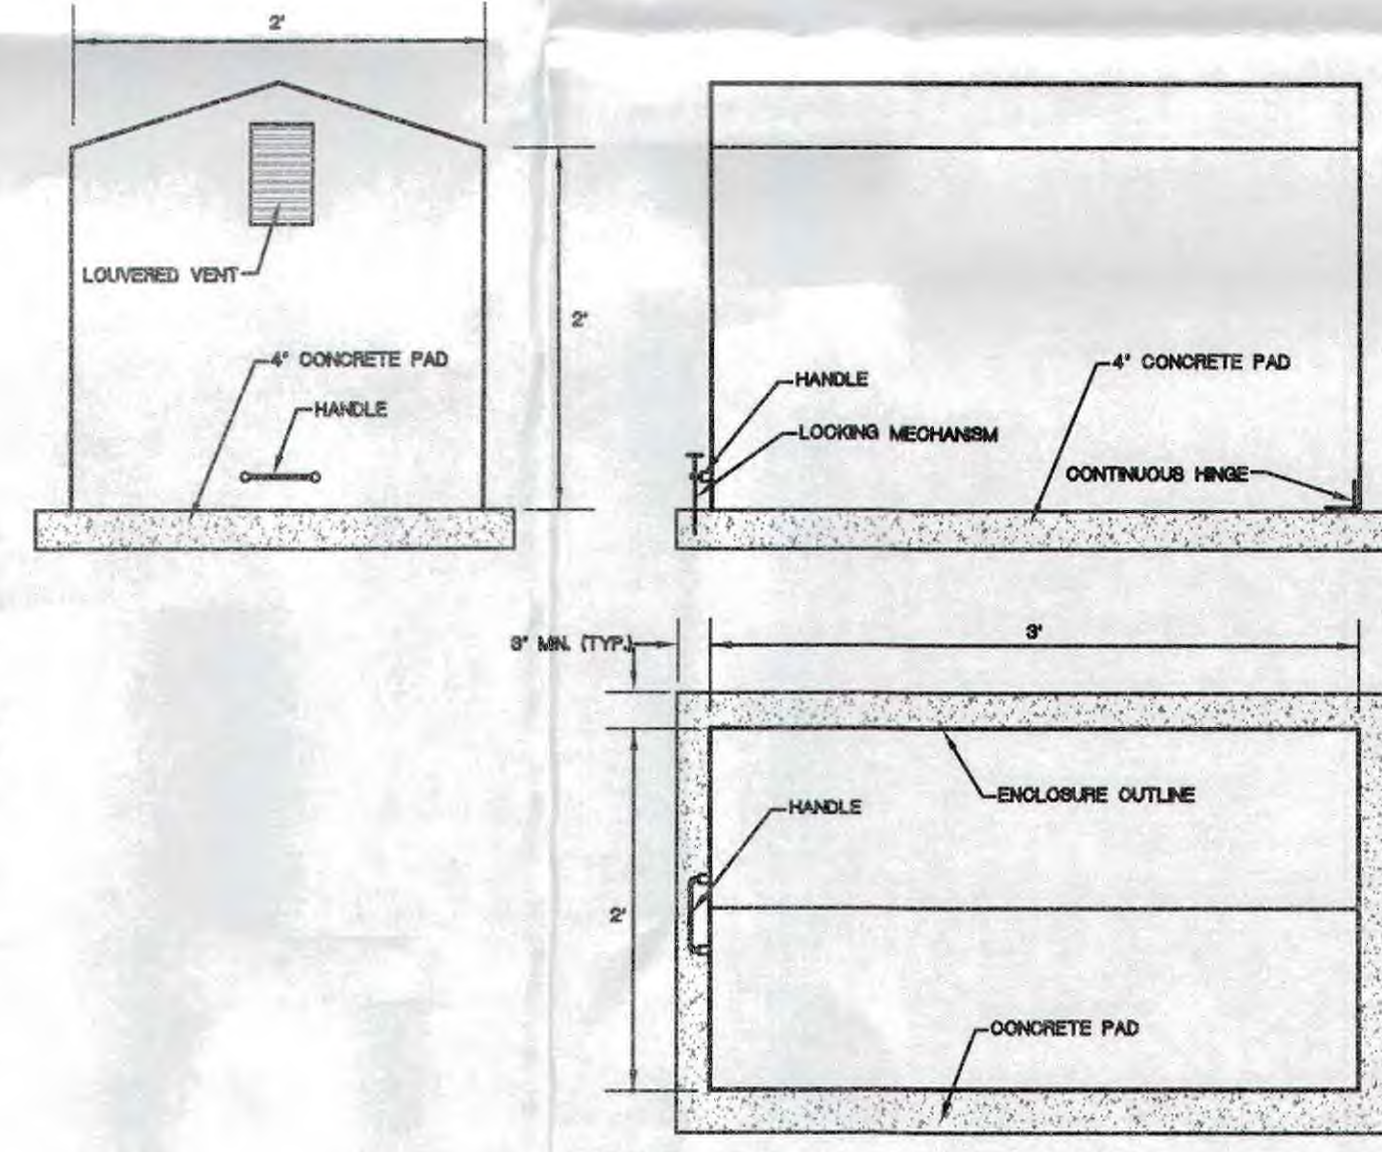 2'
LOUVERED VENT
4" CONCRETE PAD
HANDLE
2'
HANDLE
LOCKING MECHANISM
4" CONCRETE PAD
CONTINUOUS HINGE
3" MIN. (TYP.)
3'
ENCLOSURE OUTLINE
HANDLE
2'
CONCRETE PAD